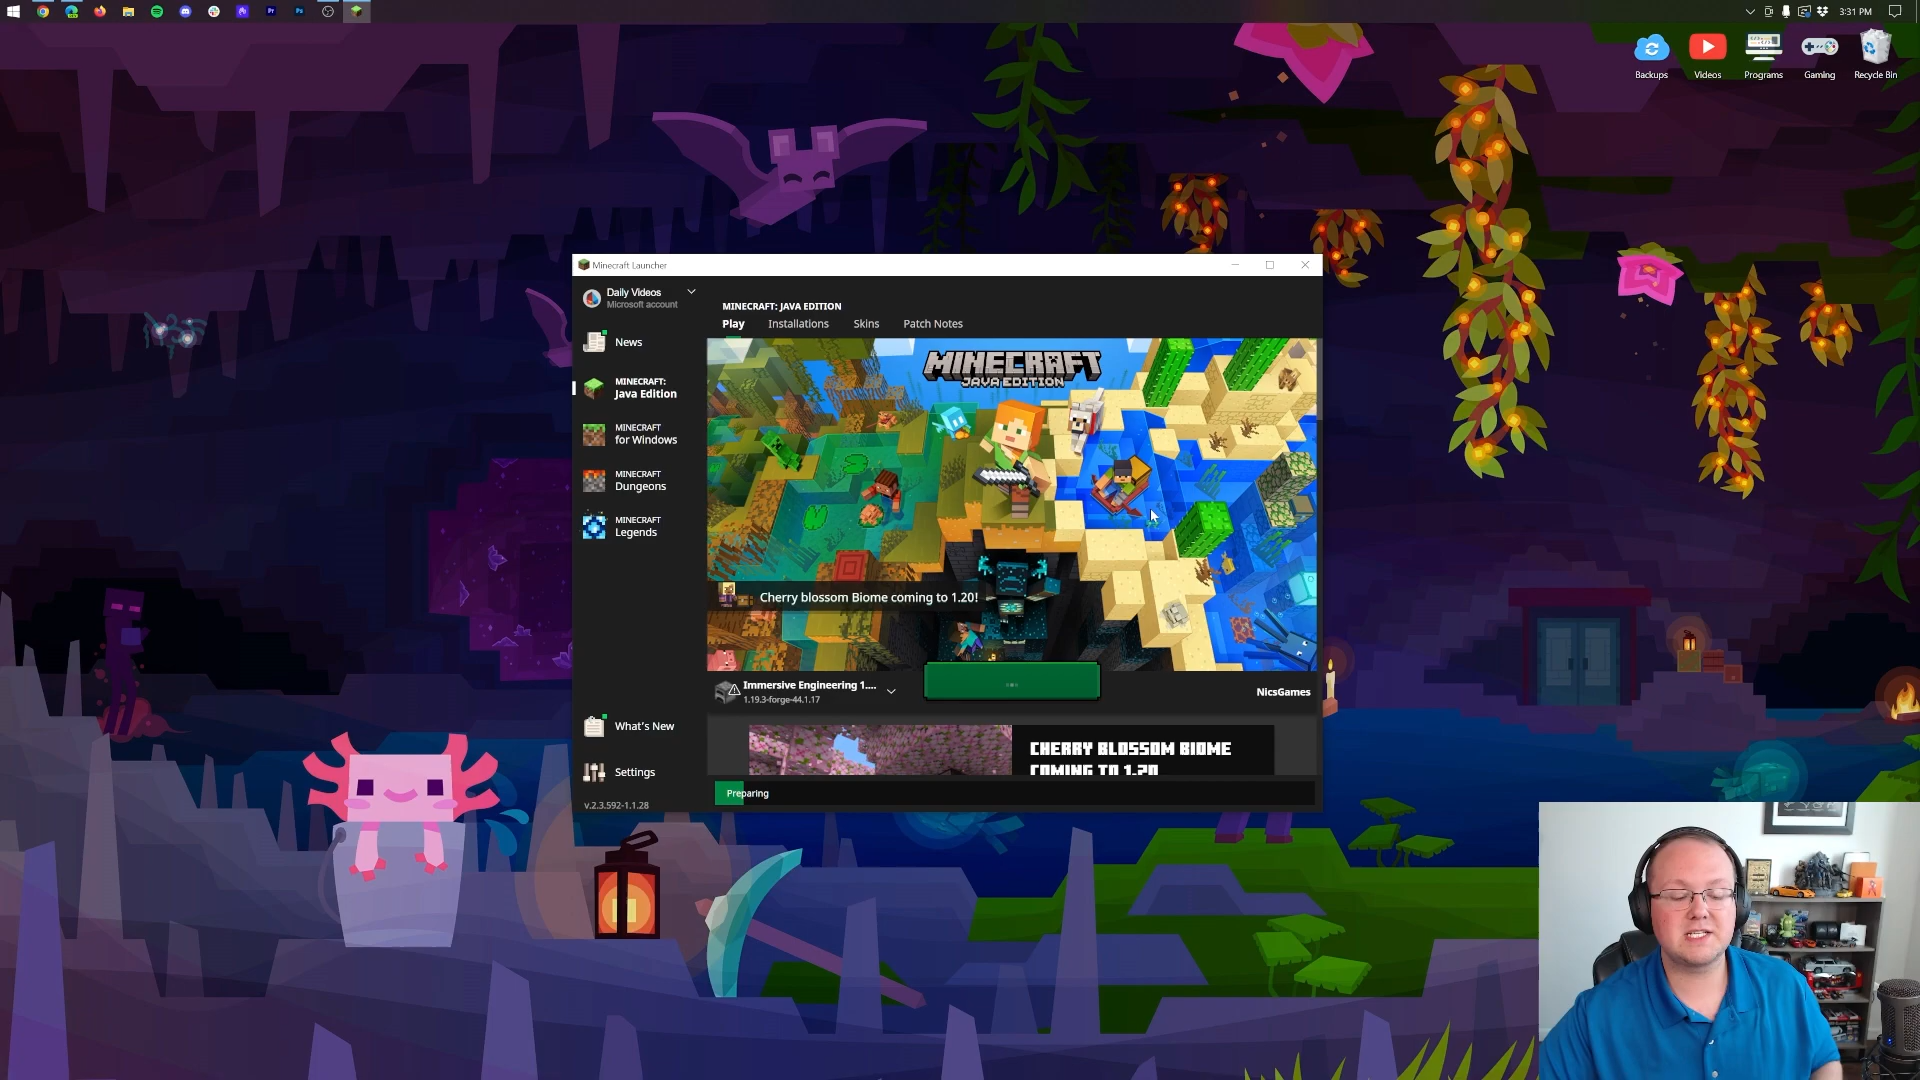 3:31 PM
Backups
Videos
Programs
Gaming
Recycle Bin
Minecraft Launcher
Daily Videos
Microsoft account
News
MINECRAFT:
Java Edition
MINECRAFT
for Windows
MINECRAFT
Dungeons
MINECRAFT
Legends
What's New
Settings
v.2.3.592-1.1.28
MINECRAFT: JAVA EDITION
Play
Installations
Skins
Patch Notes
MINECRAFT
JAVA EDITION
Cherry blossom Biome coming to 1.20!
Immersive Engineering 1....
1.19.3-forge-44.1.17
NicsGames
CHERRY BLOSSOM BIOME
COMING TO 1.20
Preparing